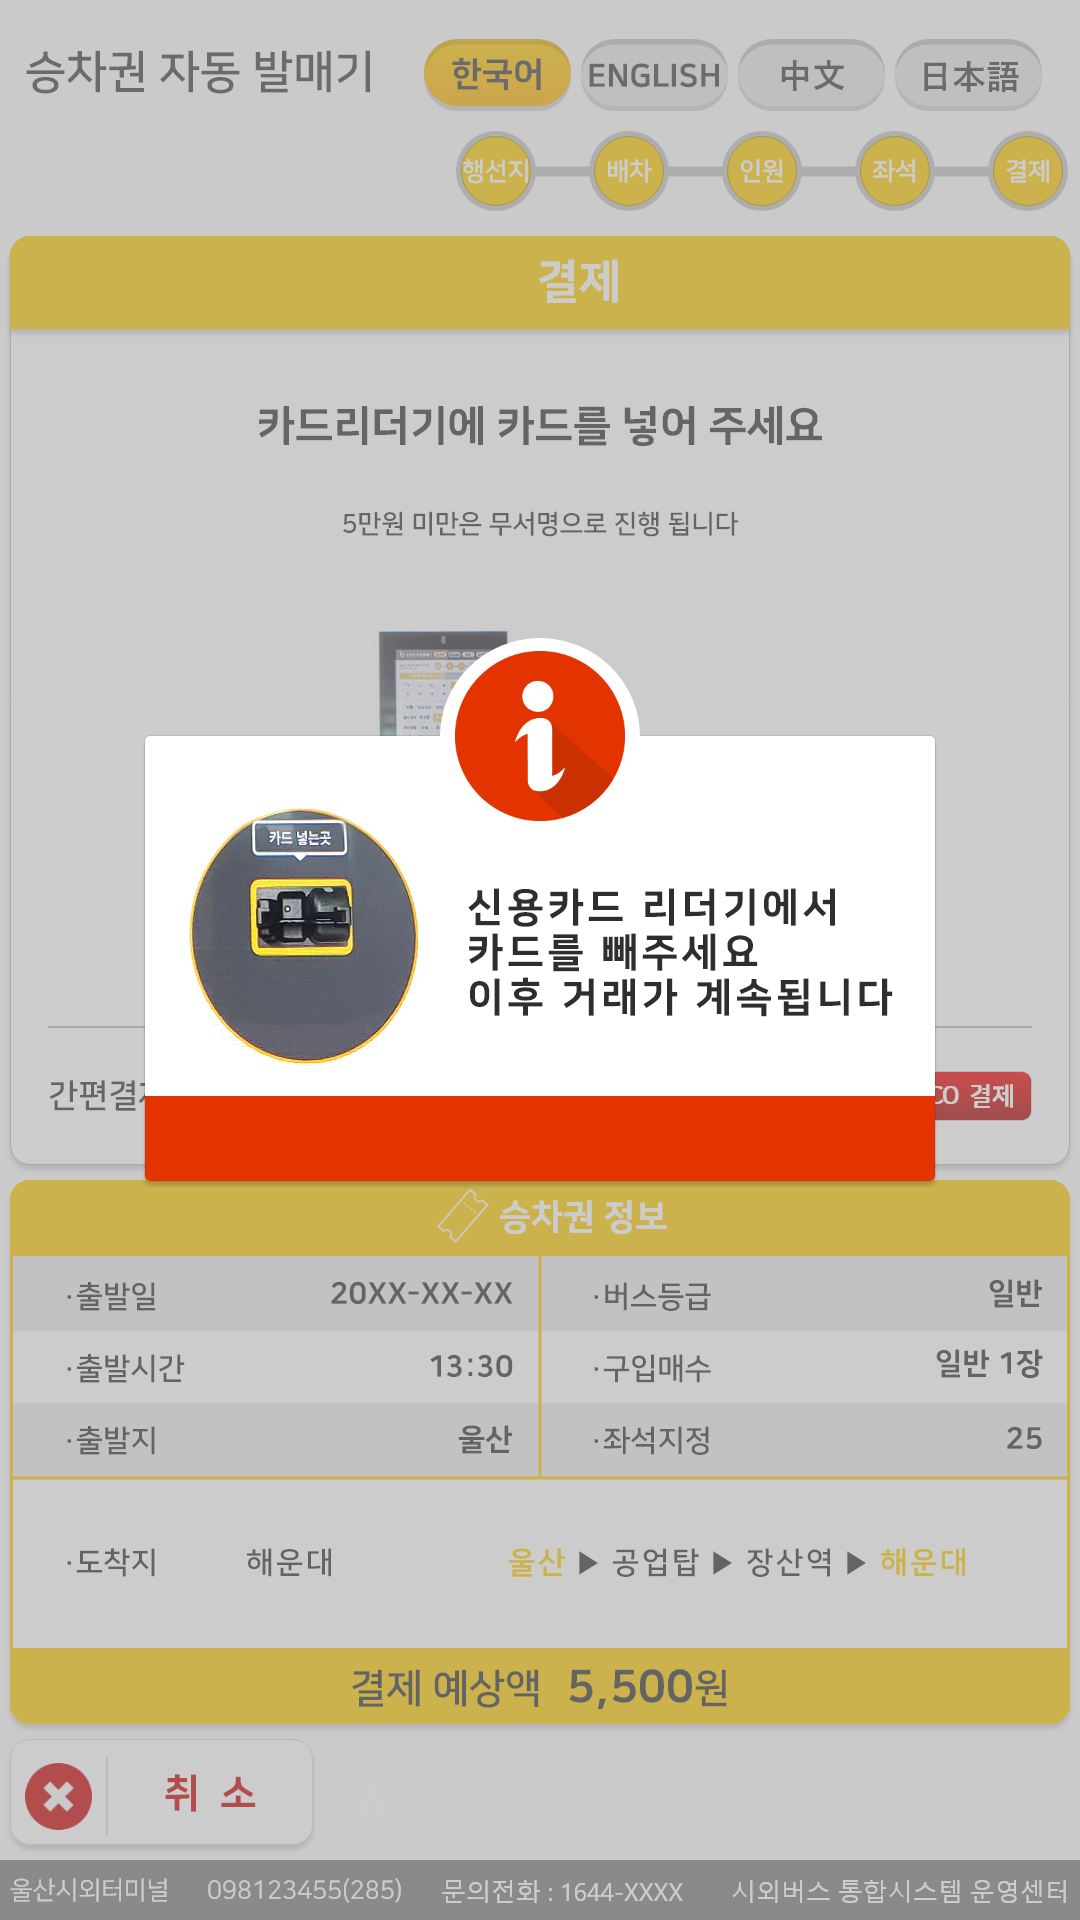 승차권 자동 발매기
한국어 ENGLISH 中文 日本語
행선지 배차 인원 좌석 결제
결제
카드리더기에 카드를 넣어 주세요
5만원 미만은 무서명으로 진행 됩니다
카드 넣는곳
신용카드 리더기에서
카드를 빼주세요
이후 거래가 계속됩니다
간편결제
CO 결제
승차권 정보
·출발일 20XX-XX-XX ·버스등급 일반
·출발시간 13:30 ·구입매수 일반 1장
·출발지 울산 ·좌석지정 25
·도착지 해운대 울산 ▶ 공업탑 ▶ 장산역 ▶ 해운대
결제 예상액 5,500원
취 소
울산시외터미널 098123455(285) 문의전화 : 1644-XXXX 시외버스 통합시스템 운영센터